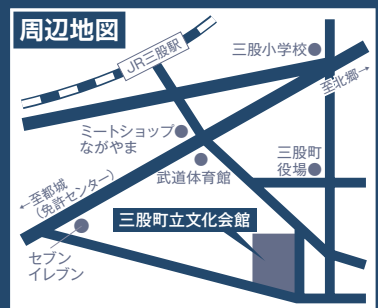 周辺地図
JR三股駅
三股小学校
至北郷→
ミートショップ
ながやま
武道体育館
三股町
役場
←至都城
(免許センター)
三股町立文化会館
セブン
イレブン